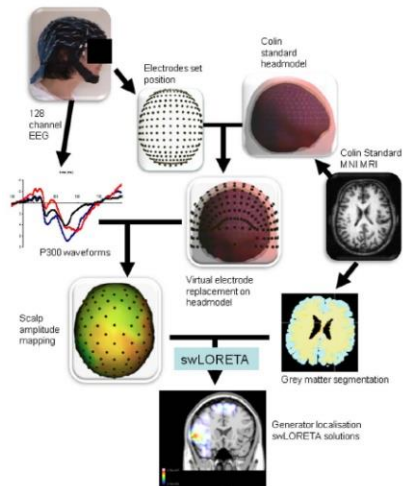 Electrodes set
position
Colin
standard
headmodel
128
channel
EEG
Colin Standard
MNI MRI
P300 waveforms
Virtual electrode
replacement on
headmodel
Scalp
amplitude
mapping
swLORETA
Grey matter segmentation
Generator localisation
swLORETA solutions